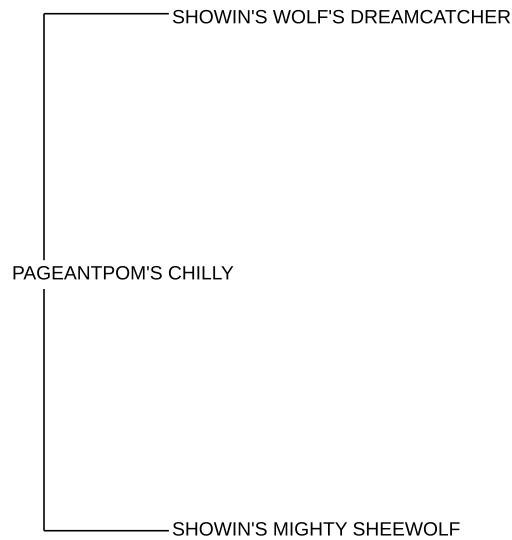 SHOWIN'S WOLF'S DREAMCATCHER
PAGEANTPOM'S CHILLY
SHOWIN'S MIGHTY SHEEWOLF